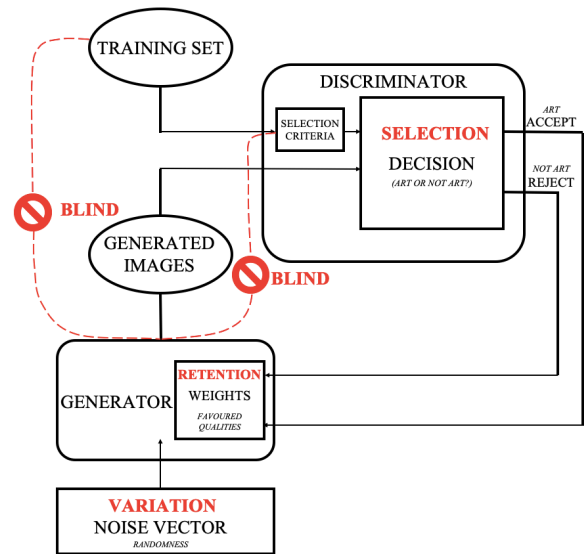 TRAINING SET
DISCRIMINATOR
SELECTION
CRITERIA
SELECTION
DECISION
(ART OR NOT ART?)
ART
ACCEPT
NOT ART
REJECT
BLIND
GENERATED
IMAGES
BLIND
GENERATOR
RETENTION
WEIGHTS
FAVOURED
QUALITIES
VARIATION
NOISE VECTOR
RANDOMNESS